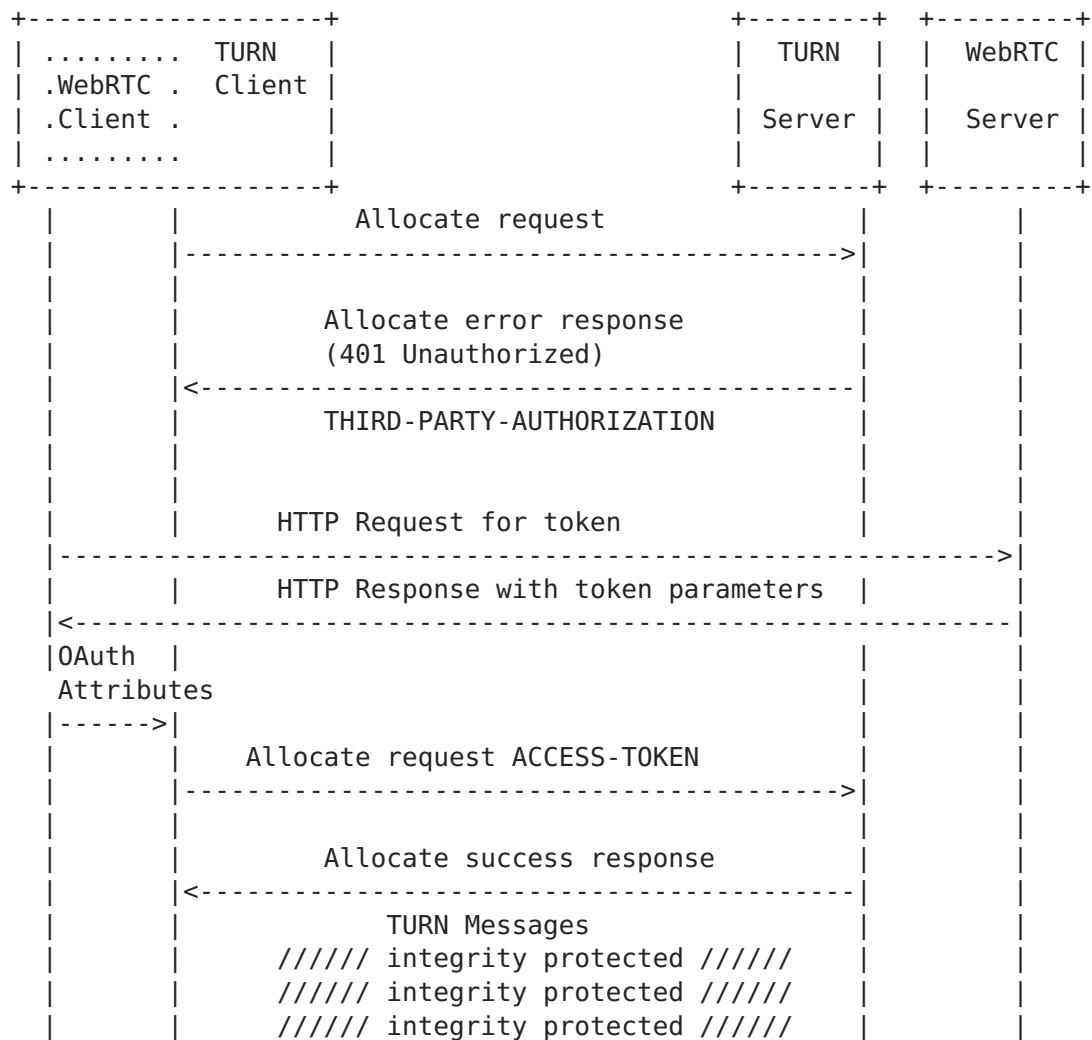 +-------------------+                         +--------+  +---------+
| .........  TURN   |                         |  TURN  |  |  WebRTC |
| .WebRTC .  Client |                         |        |  |         |
| .Client .         |                         | Server |  |  Server |
| .........         |                         |        |  |         |
+-------------------+                         +--------+  +---------+
  |       |           Allocate request                |         |
  |       |------------------------------------------>|         |
  |       |                                           |         |
  |       |         Allocate error response           |         |
  |       |         (401 Unauthorized)                |         |
  |       |<------------------------------------------|         |
  |       |         THIRD-PARTY-AUTHORIZATION         |         |
  |       |                                           |         |
  |       |                                           |         |
  |       |      HTTP Request for token               |         |
  |------------------------------------------------------------>|
  |       |      HTTP Response with token parameters  |         |
  |<------------------------------------------------------------|
  |OAuth  |                                           |         |
   Attributes                                         |         |
  |------>|                                           |         |
  |       |    Allocate request ACCESS-TOKEN          |         |
  |       |------------------------------------------>|         |
  |       |                                           |         |
  |       |         Allocate success response         |         |
  |       |<------------------------------------------|         |
  |       |             TURN Messages                 |         |
  |       |      ////// integrity protected //////    |         |
  |       |      ////// integrity protected //////    |         |
  |       |      ////// integrity protected //////    |         |